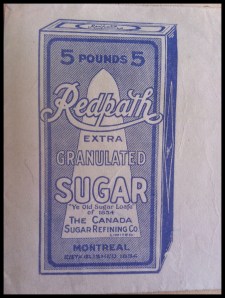 5 POUNDS 5
Redpath
EXTRA
GRANULATED
SUGAR
"Ye Old Sugar Loafe"
of 1854
THE CANADA
SUGAR REFINING CO
LIMITED
MONTREAL
ESTABLISHED 1854